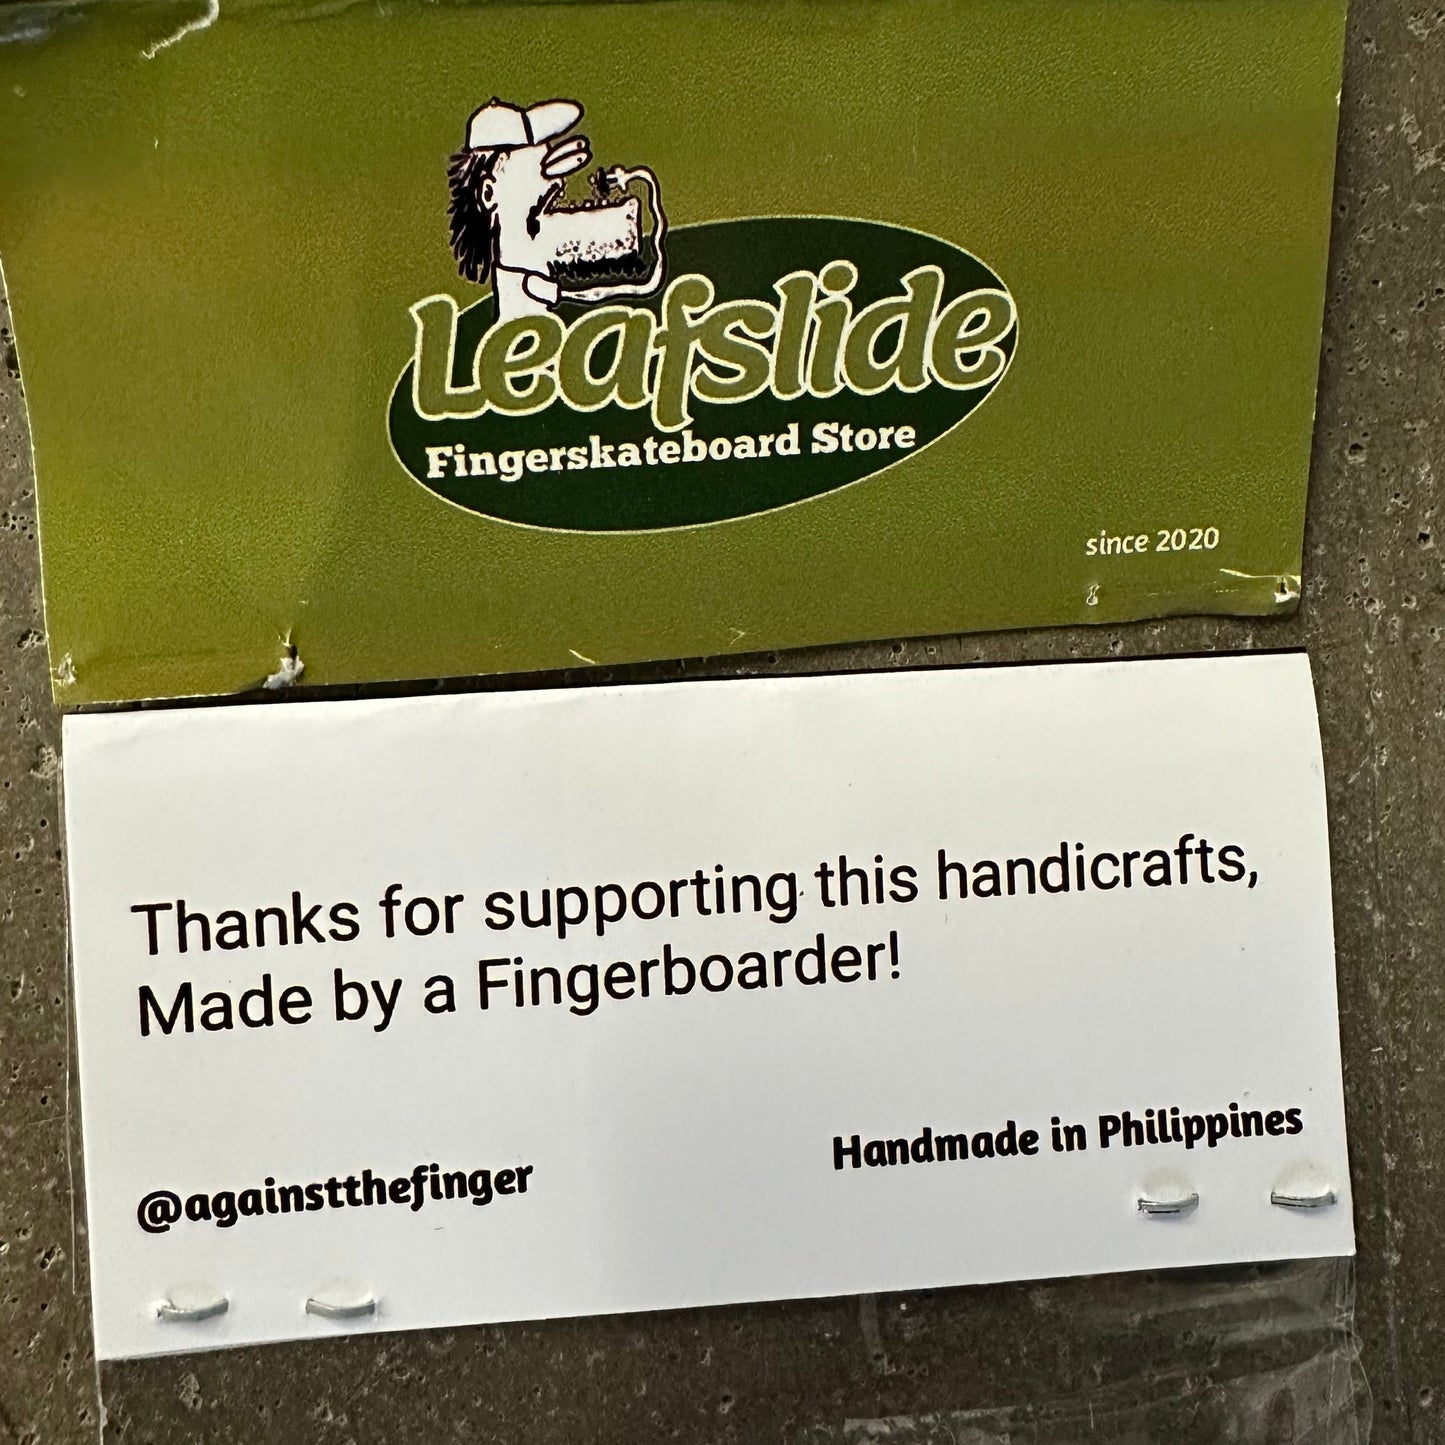 Leafslide
Fingerskateboard Store
since 2020
Thanks for supporting this handicrafts,
Made by a Fingerboarder!
Handmade in Philippines
@againstthefinger